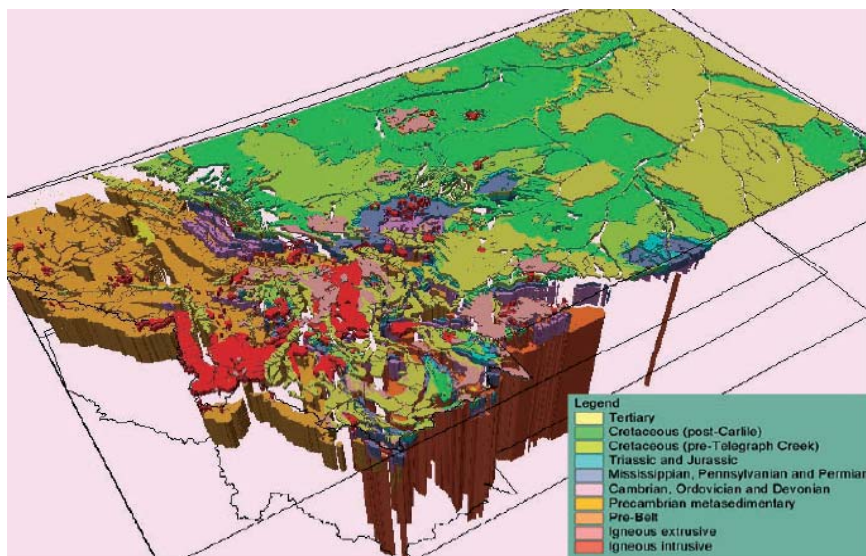 Legend
Tertiary
Cretaceous (post-Carlile)
Cretaceous (pre-Telegraph Creek)
Triassic and Jurassic
Mississippian, Pennsylvanian and Permian
Cambrian, Ordovician and Devonian
Precambrian metasedimentary
Pre-Belt
Igneous extrusive
Igneous intrusive